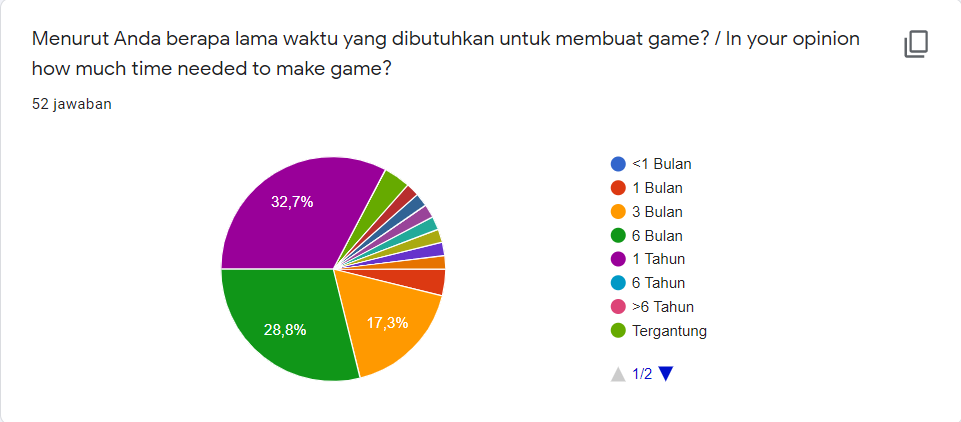 Menurut Anda berapa lama waktu yang dibutuhkan untuk membuat game? / In your opinion
how much time needed to make game?
52 jawaban
32,7%
28,8%
17,3%
<1 Bulan
1 Bulan
3 Bulan
6 Bulan
1 Tahun
6 Tahun
>6 Tahun
Tergantung
1/2